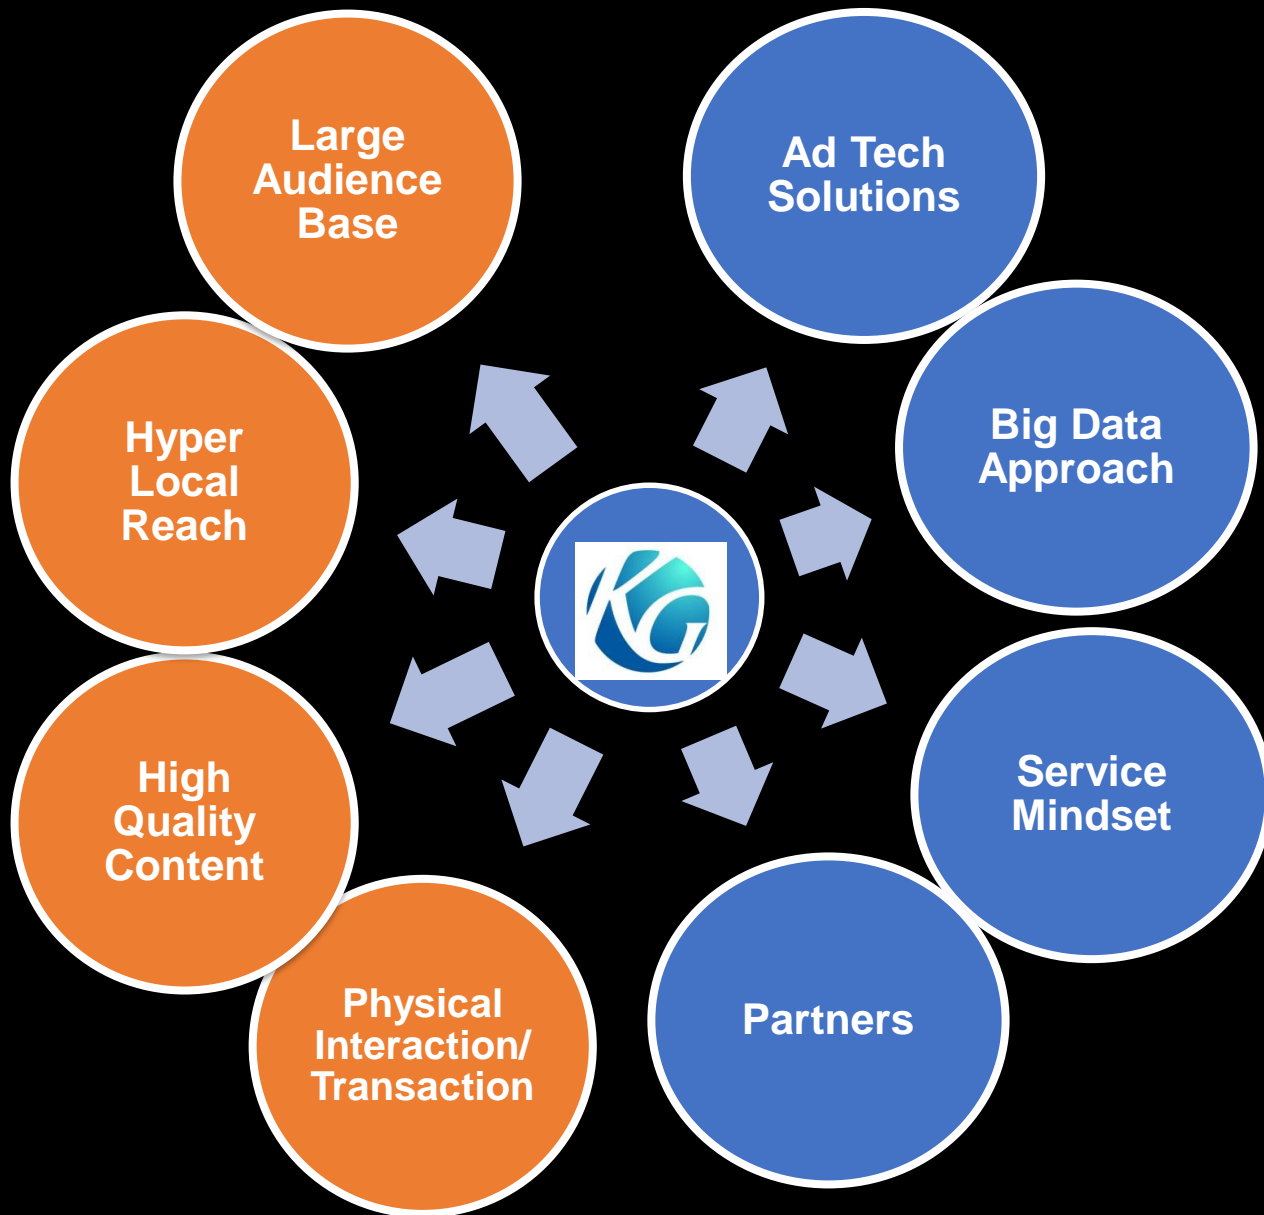 Large
Audience
Base
Ad Tech
Solutions
Hyper
Local
Reach
Big Data
Approach
KG
High
Quality
Content
Service
Mindset
Physical
Interaction/
Transaction
Partners